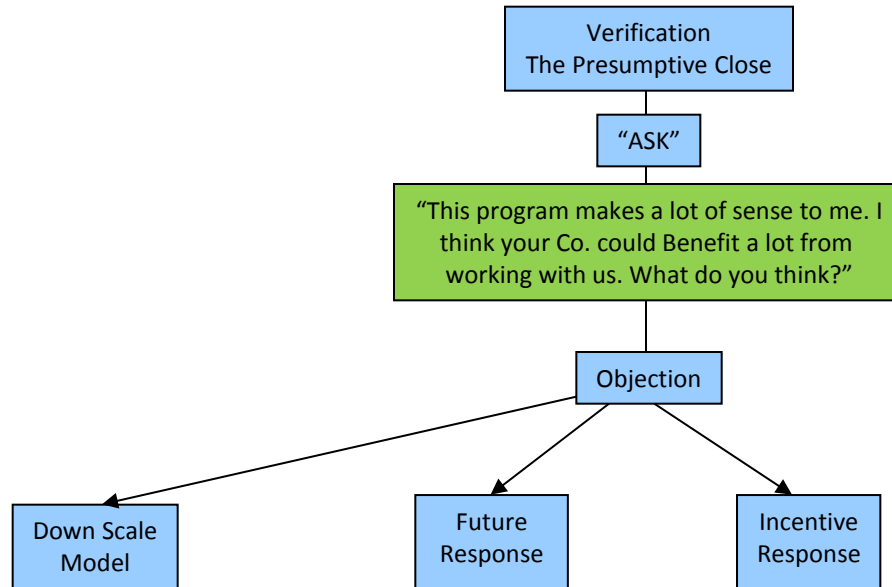 Verification
The Presumptive Close
“ASK”
“This program makes a lot of sense to me. I
think your Co. could Benefit a lot from
working with us. What do you think?”
Objection
Down Scale
Model
Future
Response
Incentive
Response